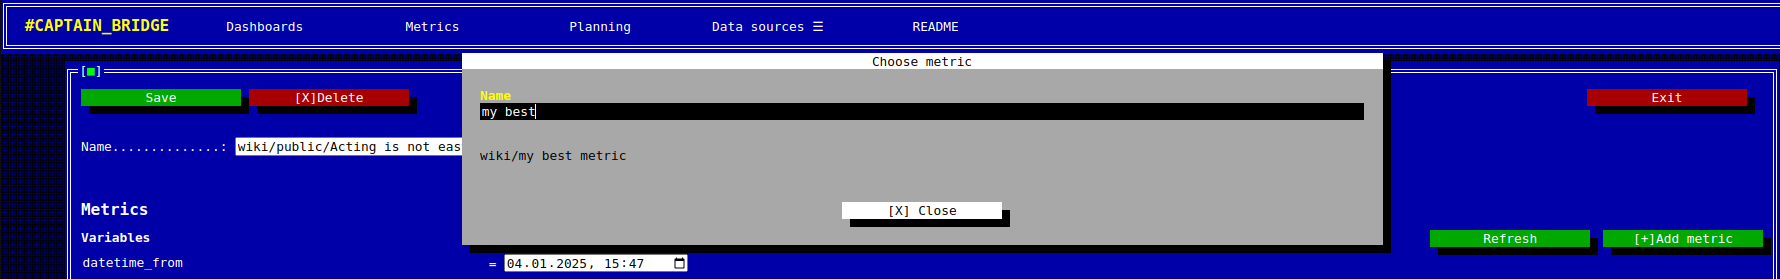 #CAPTAIN_BRIDGE Dashboards Metrics Planning Data sources ☰ README
Choose metric
[■]
Save [X]Delete Exit
Name
my best
Name..............: wiki/public/Acting is not eas
wiki/my best metric
Metrics
[X] Close
Variables
Refresh [+]Add metric
datetime_from = 04.01.2025, 15:47